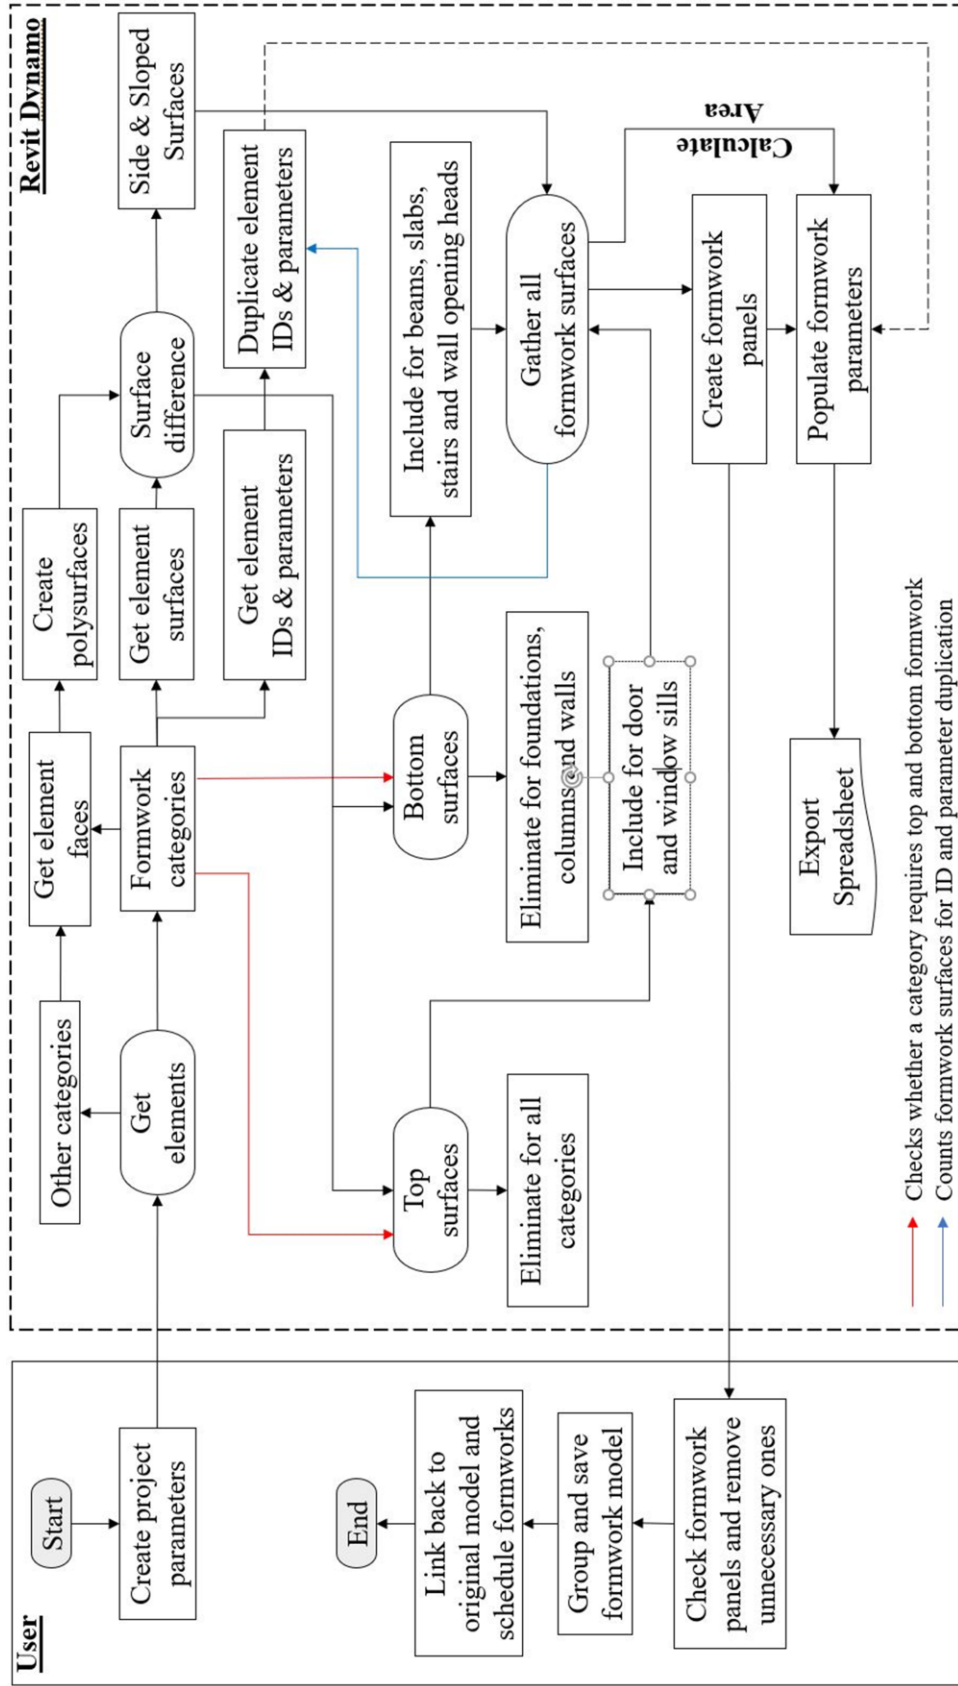 User
Start
Create project
parameters
End
Link back to
original model and
schedule formworks
Group and save
formwork model
Check formwork
panels and remove
unnecessary ones
Revit Dynamo
Other categories
Get
elements
Get element
faces
Formwork
categories
Create
polysurfaces
Get element
surfaces
Get element
IDs & parameters
Surface
difference
Side & Sloped
Surfaces
Duplicate element
IDs & parameters
Top
surfaces
Eliminate for all
categories
Bottom
surfaces
Eliminate for foundations,
columns and walls
Include for door
and window sills
Include for beams, slabs,
stairs and wall opening heads
Gather all
formwork surfaces
Calculate
Area
Create formwork
panels
Populate formwork
parameters
Export
Spreadsheet
Checks whether a category requires top and bottom formwork
Counts formwork surfaces for ID and parameter duplication